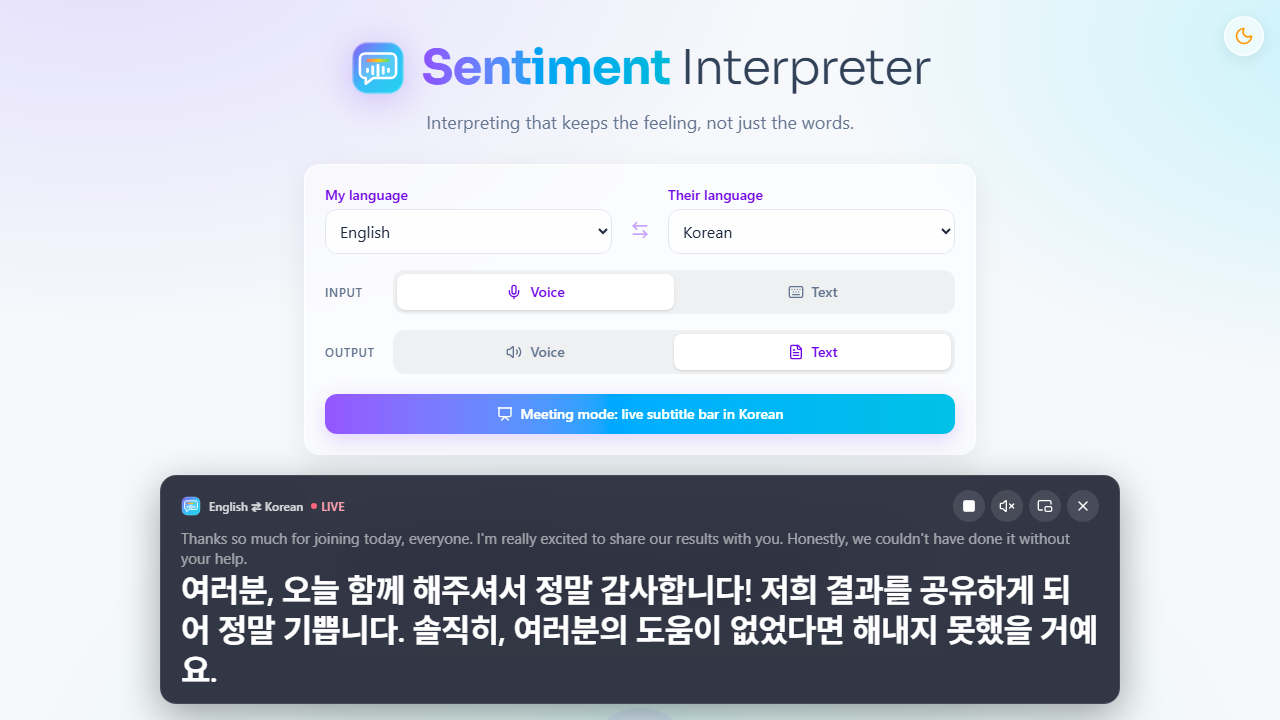 Sentiment Interpreter
Interpreting that keeps the feeling, not just the words.
My language
Their language
English
Korean
INPUT
Voice
Text
OUTPUT
Voice
Text
Meeting mode: live subtitle bar in Korean
English ⇄ Korean
LIVE
Thanks so much for joining today, everyone. I'm really excited to share our results with you. Honestly, we couldn't have done it without
your help.
여러분, 오늘 함께 해주셔서 정말 감사합니다! 저희 결과를 공유하게 되
어 정말 기쁩니다. 솔직히, 여러분의 도움이 없었다면 해내지 못했을 거예
요.